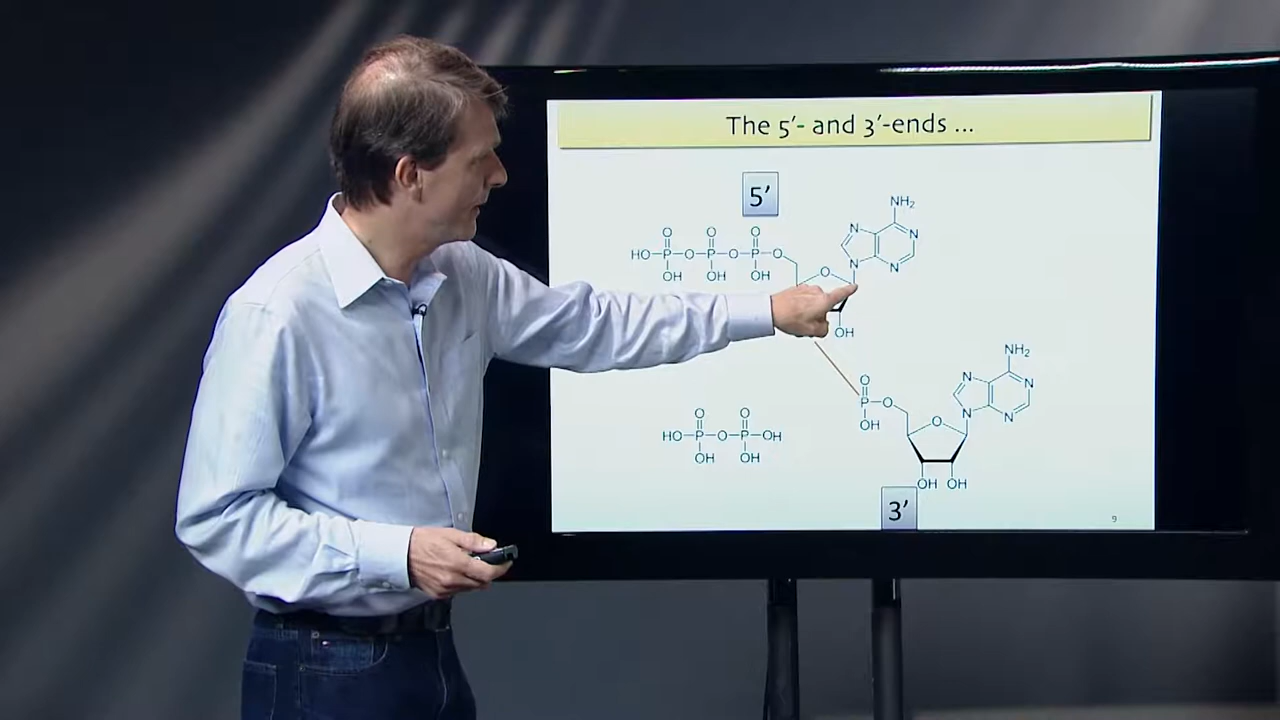 The 5′- and 3′-ends ...
5′
NH₂
N
N
N
N
O
O
O
HO–P–O–P–O–P–O
OH
OH
OH
O
OH
NH₂
N
N
N
N
O
P–O
OH
O
O
O
HO–P–O–P–OH
OH
OH
OH
OH
3′
9